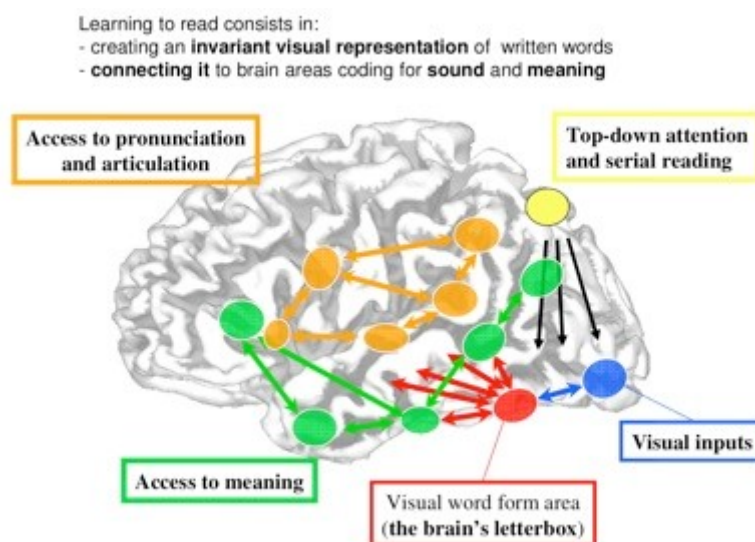 Learning to read consists in:
- creating an invariant visual representation of written words
- connecting it to brain areas coding for sound and meaning
Access to pronunciation
and articulation
Top-down attention
and serial reading
Visual inputs
Access to meaning
Visual word form area
(the brain's letterbox)